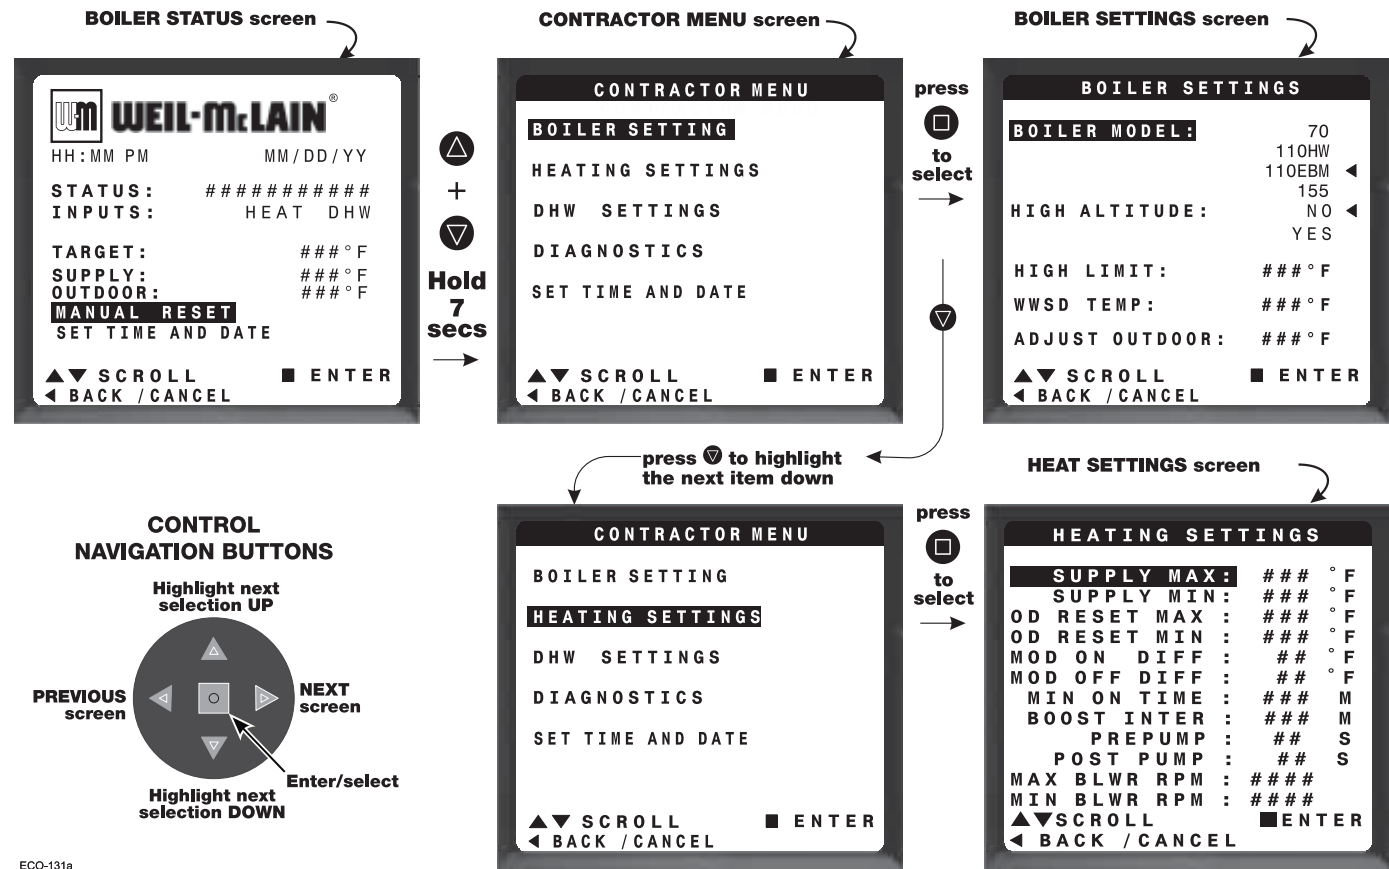 BOILER STATUS screen
WM WEIL-McLAIN®
HH:MM PM MM/DD/YY
STATUS: ###########
INPUTS: HEAT DHW
TARGET: ###°F
SUPPLY: ###°F
OUTDOOR: ###°F
MANUAL RESET
SET TIME AND DATE
▲▼ SCROLL ■ ENTER
◀ BACK /CANCEL
+
Hold
7
secs
CONTRACTOR MENU screen
CONTRACTOR MENU
BOILER SETTING
HEATING SETTINGS
DHW SETTINGS
DIAGNOSTICS
SET TIME AND DATE
▲▼ SCROLL ■ ENTER
◀ BACK /CANCEL
press
to
select
BOILER SETTINGS screen
BOILER SETTINGS
BOILER MODEL: 70
110HW
110EBM ◀
155
HIGH ALTITUDE: NO ◀
YES
HIGH LIMIT: ###°F
WWSD TEMP: ###°F
ADJUST OUTDOOR: ###°F
▲▼ SCROLL ■ ENTER
◀ BACK /CANCEL
press ▽ to highlight
the next item down
CONTRACTOR MENU
BOILER SETTING
HEATING SETTINGS
DHW SETTINGS
DIAGNOSTICS
SET TIME AND DATE
▲▼ SCROLL ■ ENTER
◀ BACK /CANCEL
press
to
select
HEAT SETTINGS screen
HEATING SETTINGS
SUPPLY MAX: ### °F
SUPPLY MIN: ### °F
OD RESET MAX : ### °F
OD RESET MIN : ### °F
MOD ON DIFF : ## °F
MOD OFF DIFF : ## °F
MIN ON TIME : ### M
BOOST INTER : ### M
PREPUMP : ## S
POST PUMP : ## S
MAX BLWR RPM : ####
MIN BLWR RPM : ####
▲▼SCROLL ■ENTER
◀ BACK /CANCEL
CONTROL
NAVIGATION BUTTONS
Highlight next
selection UP
PREVIOUS
screen
NEXT
screen
Enter/select
Highlight next
selection DOWN
ECO-131a